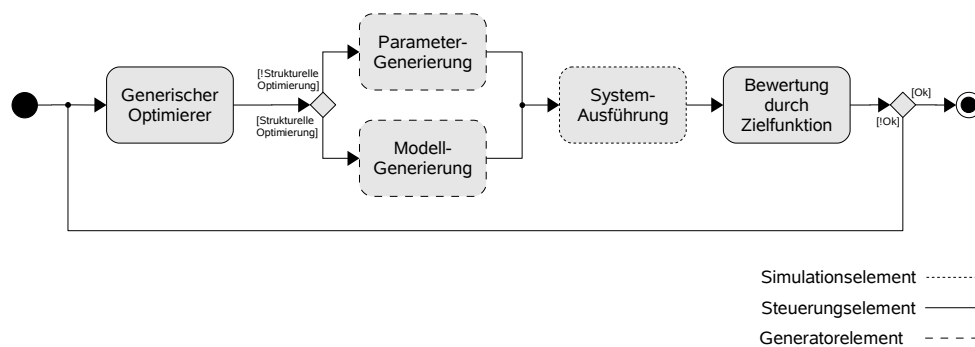 Generischer
Optimierer
[!Strukturelle
Optimierung]
[Strukturelle
Optimierung]
Parameter-
Generierung
Modell-
Generierung
System-
Ausführung
Bewertung
durch
Zielfunktion
[Ok]
[!Ok]
Simulationselement
Steuerungselement
Generatorelement